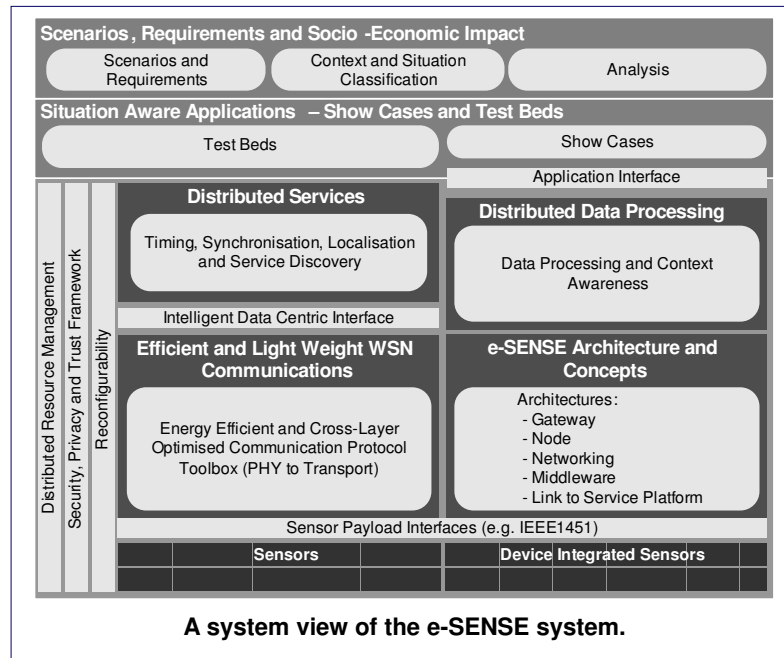 Scenarios, Requirements and Socio -Economic Impact
Scenarios and
Requirements
Context and Situation
Classification
Analysis
Situation Aware Applications – Show Cases and Test Beds
Test Beds
Show Cases
Application Interface
Distributed Resource Management
Security, Privacy and Trust Framework
Reconfigurability
Distributed Services
Timing, Synchronisation, Localisation
and Service Discovery
Distributed Data Processing
Data Processing and Context
Awareness
Intelligent Data Centric Interface
Efficient and Light Weight WSN
Communications
Energy Efficient and Cross-Layer
Optimised Communication Protocol
Toolbox (PHY to Transport)
e-SENSE Architecture and
Concepts
Architectures:
- Gateway
- Node
- Networking
- Middleware
- Link to Service Platform
Sensor Payload Interfaces (e.g. IEEE1451)
Sensors
Device Integrated Sensors
A system view of the e-SENSE system.